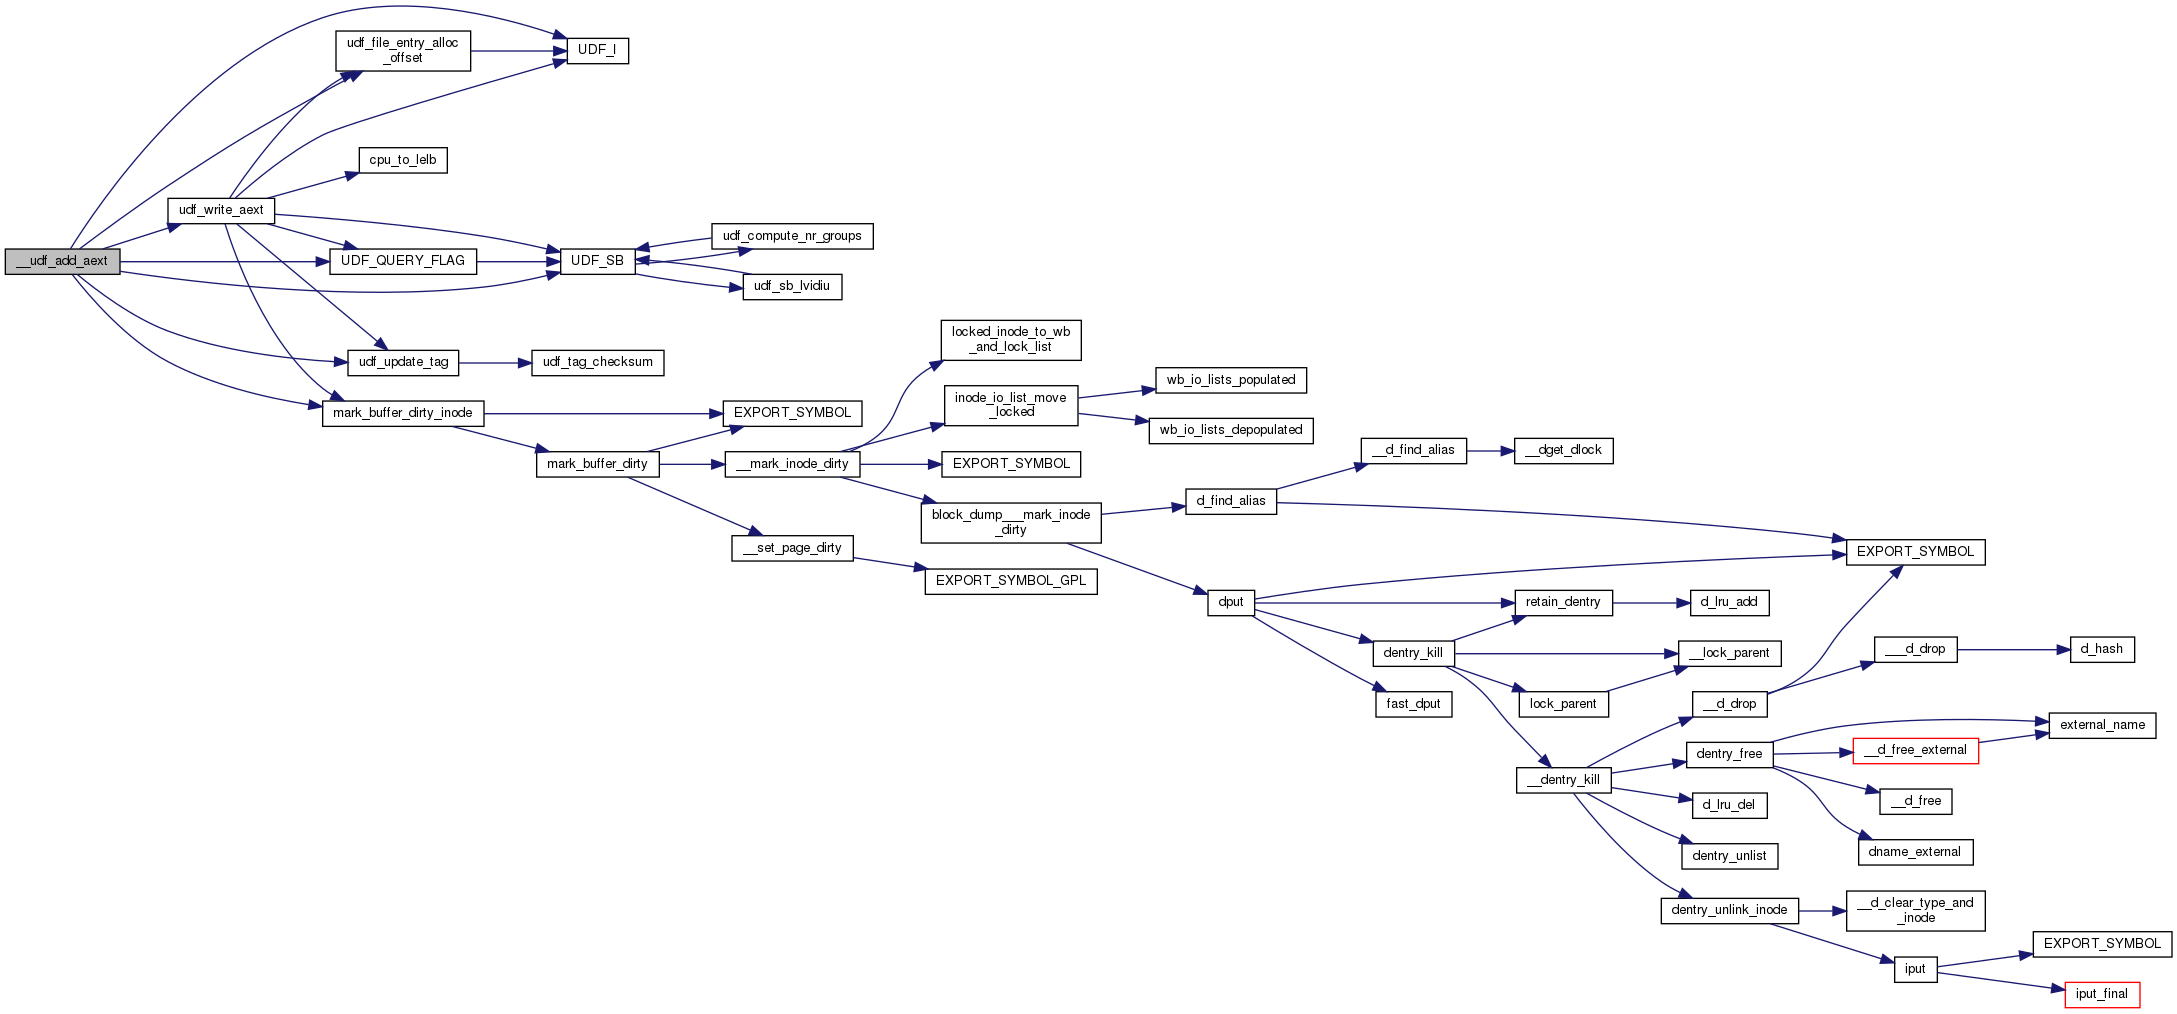 __udf_add_aext
udf_file_entry_alloc
_offset
UDF_I
cpu_to_lelb
udf_write_aext
UDF_QUERY_FLAG
UDF_SB
udf_compute_nr_groups
udf_sb_lvidiu
udf_update_tag
udf_tag_checksum
mark_buffer_dirty_inode
EXPORT_SYMBOL
mark_buffer_dirty
__mark_inode_dirty
__set_page_dirty
EXPORT_SYMBOL_GPL
locked_inode_to_wb
_and_lock_list
inode_io_list_move
_locked
wb_io_lists_populated
wb_io_lists_depopulated
EXPORT_SYMBOL
block_dump___mark_inode
_dirty
d_find_alias
__d_find_alias
__dget_dlock
EXPORT_SYMBOL
dput
retain_dentry
d_lru_add
dentry_kill
__lock_parent
lock_parent
fast_dput
___d_drop
d_hash
__d_drop
external_name
dentry_free
__d_free_external
__dentry_kill
__d_free
d_lru_del
dname_external
dentry_unlist
dentry_unlink_inode
__d_clear_type_and
_inode
iput
EXPORT_SYMBOL
iput_final